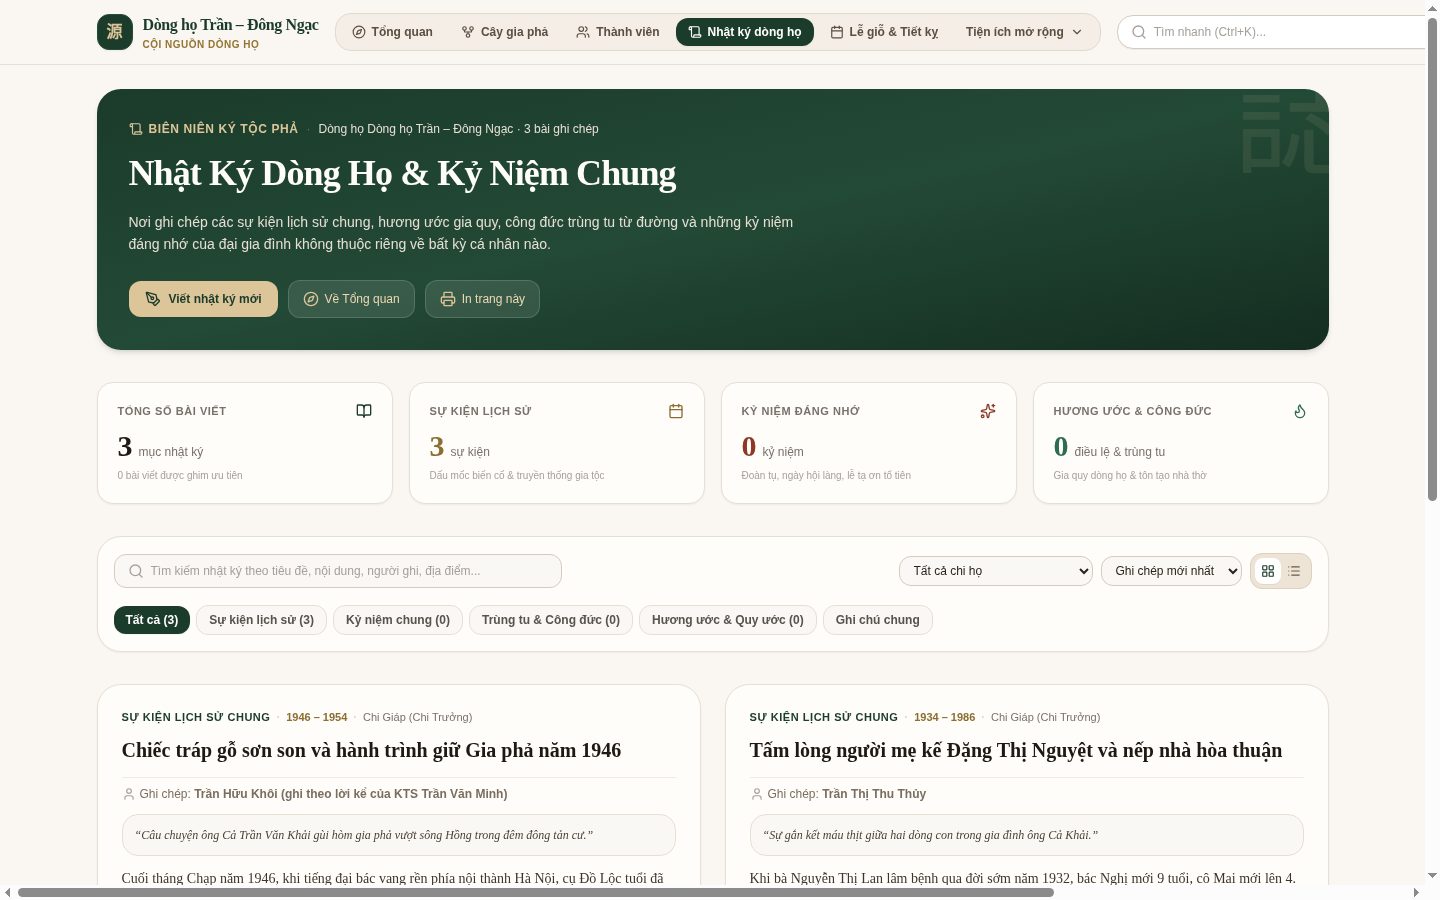 源
Dòng họ Trần – Đông Ngạc
CỘI NGUỒN DÒNG HỌ
Tổng quan
Cây gia phả
Thành viên
Nhật ký dòng họ
Lễ giỗ & Tiết kỵ
Tiện ích mở rộng
Tìm nhanh (Ctrl+K)...
BIÊN NIÊN KÝ TỘC PHẢ · Dòng họ Dòng họ Trần – Đông Ngạc · 3 bài ghi chép
誌
Nhật Ký Dòng Họ & Kỷ Niệm Chung
Nơi ghi chép các sự kiện lịch sử chung, hương ước gia quy, công đức trùng tu từ đường và những kỷ niệm
đáng nhớ của đại gia đình không thuộc riêng về bất kỳ cá nhân nào.
Viết nhật ký mới
Về Tổng quan
In trang này
TỔNG SỐ BÀI VIẾT
3 mục nhật ký
0 bài viết được ghim ưu tiên
SỰ KIỆN LỊCH SỬ
3 sự kiện
Dấu mốc biến cố & truyền thống gia tộc
KỶ NIỆM ĐÁNG NHỚ
0 kỷ niệm
Đoàn tụ, ngày hội làng, lễ tạ ơn tổ tiên
HƯƠNG ƯỚC & CÔNG ĐỨC
0 điều lệ & trùng tu
Gia quy dòng họ & tôn tạo nhà thờ
Tìm kiếm nhật ký theo tiêu đề, nội dung, người ghi, địa điểm...
Tất cả chi họ
Ghi chép mới nhất
Tất cả (3)
Sự kiện lịch sử (3)
Kỷ niệm chung (0)
Trùng tu & Công đức (0)
Hương ước & Quy ước (0)
Ghi chú chung
SỰ KIỆN LỊCH SỬ CHUNG · 1946 – 1954 · Chi Giáp (Chi Trưởng)
Chiếc tráp gỗ sơn son và hành trình giữ Gia phả năm 1946
Ghi chép: Trần Hữu Khôi (ghi theo lời kể của KTS Trần Văn Minh)
“Câu chuyện ông Cả Trần Văn Khải gùi hòm gia phả vượt sông Hồng trong đêm đông tản cư.”
Cuối tháng Chạp năm 1946, khi tiếng đại bác vang rền phía nội thành Hà Nội, cụ Đồ Lộc tuổi đã
SỰ KIỆN LỊCH SỬ CHUNG · 1934 – 1986 · Chi Giáp (Chi Trưởng)
Tấm lòng người mẹ kế Đặng Thị Nguyệt và nếp nhà hòa thuận
Ghi chép: Trần Thị Thu Thủy
“Sự gắn kết máu thịt giữa hai dòng con trong gia đình ông Cả Khải.”
Khi bà Nguyễn Thị Lan lâm bệnh qua đời sớm năm 1932, bác Nghị mới 9 tuổi, cô Mai mới lên 4.